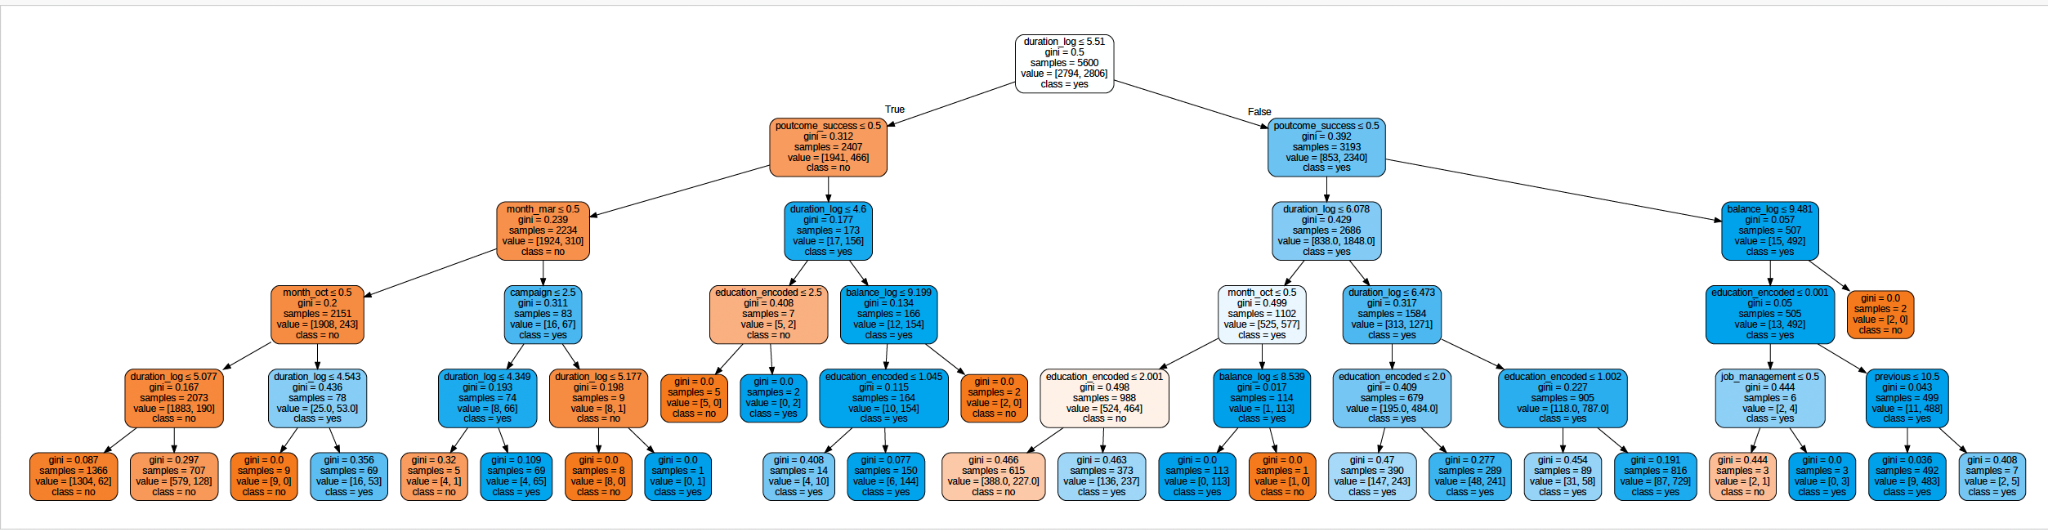 duration_log ≤ 5.51
gini = 0.5
samples = 5600
value = [2794, 2806]
class = yes
True
False
poutcome_success ≤ 0.5
gini = 0.312
samples = 2407
value = [1941, 466]
class = no
poutcome_success ≤ 0.5
gini = 0.392
samples = 3193
value = [853, 2340]
class = yes
month_mar ≤ 0.5
gini = 0.239
samples = 2234
value = [1924, 310]
class = no
duration_log ≤ 4.6
gini = 0.177
samples = 173
value = [17, 156]
class = yes
duration_log ≤ 6.078
gini = 0.429
samples = 2686
value = [838.0, 1848.0]
class = yes
balance_log ≤ 9.481
gini = 0.057
samples = 507
value = [15, 492]
class = yes
month_oct ≤ 0.5
gini = 0.2
samples = 2151
value = [1908, 243]
class = no
campaign ≤ 2.5
gini = 0.311
samples = 83
value = [16, 67]
class = yes
education_encoded ≤ 2.5
gini = 0.408
samples = 7
value = [5, 2]
class = no
balance_log ≤ 9.199
gini = 0.134
samples = 166
value = [12, 154]
class = yes
month_oct ≤ 0.5
gini = 0.499
samples = 1102
value = [525, 577]
class = yes
duration_log ≤ 6.473
gini = 0.317
samples = 1584
value = [313, 1271]
class = yes
education_encoded ≤ 0.001
gini = 0.05
samples = 505
value = [13, 492]
class = yes
gini = 0.0
samples = 2
value = [2, 0]
class = no
duration_log ≤ 5.077
gini = 0.167
samples = 2073
value = [1883, 190]
class = no
duration_log ≤ 4.543
gini = 0.436
samples = 78
value = [25.0, 53.0]
class = yes
duration_log ≤ 4.349
gini = 0.193
samples = 74
value = [8, 66]
class = yes
duration_log ≤ 5.177
gini = 0.198
samples = 9
value = [8, 1]
class = no
gini = 0.0
samples = 5
value = [5, 0]
class = no
gini = 0.0
samples = 2
value = [0, 2]
class = yes
education_encoded ≤ 1.045
gini = 0.115
samples = 164
value = [10, 154]
class = yes
gini = 0.0
samples = 2
value = [2, 0]
class = no
education_encoded ≤ 2.001
gini = 0.498
samples = 988
value = [524, 464]
class = no
balance_log ≤ 8.539
gini = 0.017
samples = 114
value = [1, 113]
class = yes
education_encoded ≤ 2.0
gini = 0.409
samples = 679
value = [195.0, 484.0]
class = yes
education_encoded ≤ 1.002
gini = 0.227
samples = 905
value = [118.0, 787.0]
class = yes
job_management ≤ 0.5
gini = 0.444
samples = 6
value = [2, 4]
class = yes
previous ≤ 10.5
gini = 0.043
samples = 499
value = [11, 488]
class = yes
gini = 0.087
samples = 1366
value = [1304, 62]
class = no
gini = 0.297
samples = 707
value = [579, 128]
class = no
gini = 0.0
samples = 9
value = [9, 0]
class = no
gini = 0.356
samples = 69
value = [16, 53]
class = yes
gini = 0.32
samples = 5
value = [4, 1]
class = no
gini = 0.109
samples = 69
value = [4, 65]
class = yes
gini = 0.0
samples = 8
value = [8, 0]
class = no
gini = 0.0
samples = 1
value = [0, 1]
class = yes
gini = 0.408
samples = 14
value = [4, 10]
class = yes
gini = 0.077
samples = 150
value = [6, 144]
class = yes
gini = 0.466
samples = 615
value = [388.0, 227.0]
class = no
gini = 0.463
samples = 373
value = [136, 237]
class = yes
gini = 0.0
samples = 113
value = [0, 113]
class = yes
gini = 0.0
samples = 1
value = [1, 0]
class = no
gini = 0.47
samples = 390
value = [147, 243]
class = yes
gini = 0.277
samples = 289
value = [48, 241]
class = yes
gini = 0.454
samples = 89
value = [31, 58]
class = yes
gini = 0.191
samples = 816
value = [87, 729]
class = yes
gini = 0.444
samples = 3
value = [2, 1]
class = no
gini = 0.0
samples = 3
value = [0, 3]
class = yes
gini = 0.036
samples = 492
value = [9, 483]
class = yes
gini = 0.408
samples = 7
value = [2, 5]
class = yes